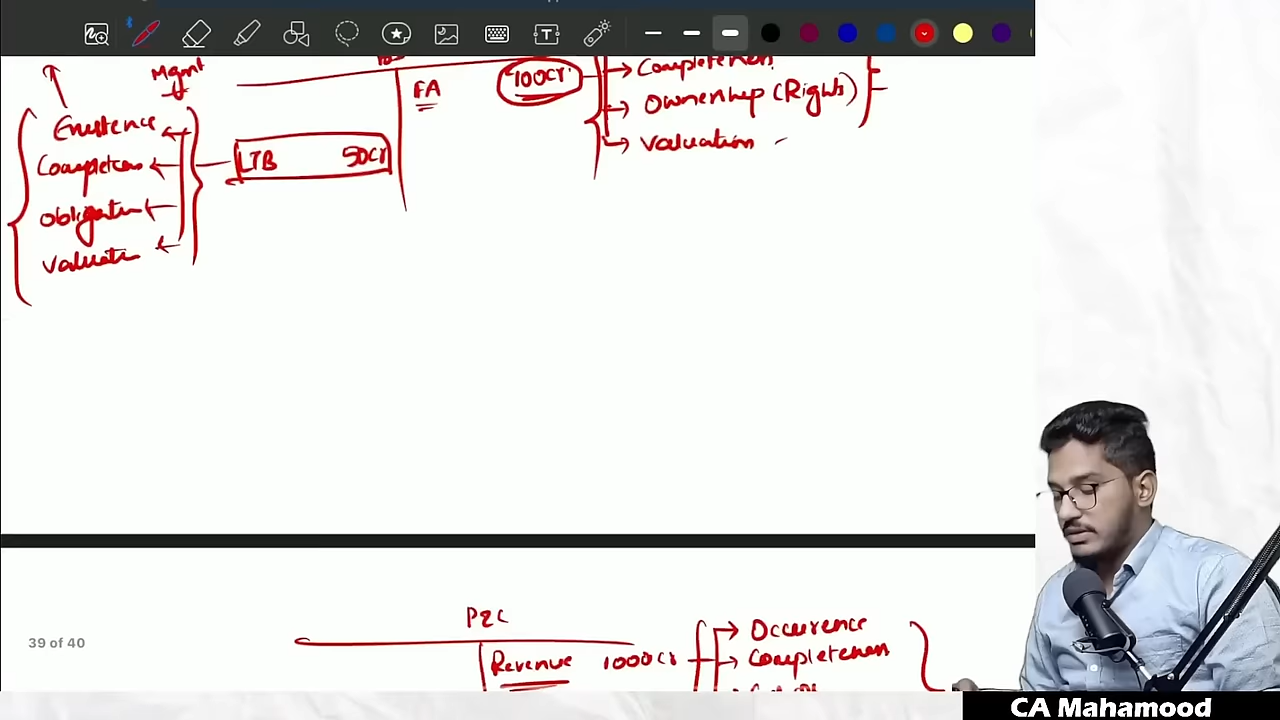 Mgmt
FA 100cr.
Completeness
Ownership (Rights)
Valuation
Existence
Completeness
Obligation
Valuation
LTB 50cr
39 of 40
P&L
Revenue 1000cr
Occurence
Completeness
CA Mahamood